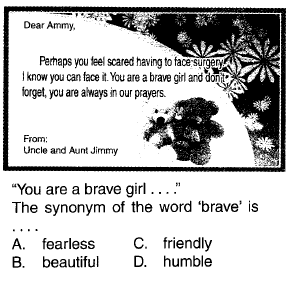 Dear Ammy,
Perhaps you feel scared having to face surgery.
I know you can face it. You are a brave girl and don't
forget, you are always in our prayers.
From:
Uncle and Aunt Jimmy
“You are a brave girl . . . .”
The synonym of the word ‘brave’ is
. . . .
A. fearless C. friendly
B. beautiful D. humble